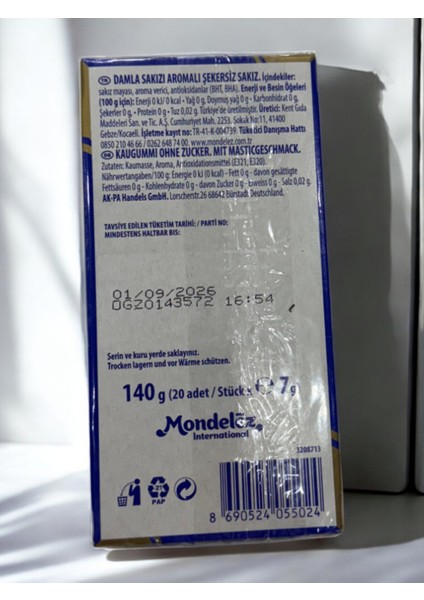 TR DAMLA SAKIZI AROMALI ŞEKERSİZ SAKIZ. İçindekiler:
sakız mayası, aroma verici, antioksidanlar (BHT, BHA). Enerji ve Besin Öğeleri
(100 g için): Enerji 0 kJ/ 0 kcal • Yağ 0 g, Doymuş yağ 0 g • Karbonhidrat 0 g,
Şekerler 0 g, • Protein 0 g • Tuz 0,02 g. Türkiye'de üretilmiştir. Üretici: Kent Gıda
Maddeleri San. ve Tic. A.Ş. Cumhuriyet Mah. 2253. Sokak No:11, 41400
Gebze/Kocaeli. İşletme kayıt no: TR-41-K-004739. Tüketici Danışma Hattı
0850 210 46 66 / 0262 648 74 00. www.mondelez.com.tr
DE KAUGUMMI OHNE ZUCKER. MIT MASTICGESCHMACK.
Zutaten: Kaumasse, Aroma, Antioxidationsmittel (E321, E320).
Nährwertangaben/100 g: Energie 0 kJ (0 kcal) - Fett 0 g - davon gesättigte
Fettsäuren 0 g - Kohlenhydrate 0 g - davon Zucker 0 g - Eiweiss 0 g - Salz 0,02 g.
AK-PA Handels GmbH. Lorscherstr.26 68642 Bürstadt Deutschland.
TAVSİYE EDİLEN TÜKETİM TARİHİ: / PARTİ NO:
MINDESTENS HALTBAR BIS:
01/09/2026
OGZ0143572 16:54
Serin ve kuru yerde saklayınız.
Trocken lagern und vor Wärme schützen.
140 g (20 adet / Stück x 7g
Mondelēz
International
3208713
21
PAP
8 690524 055024